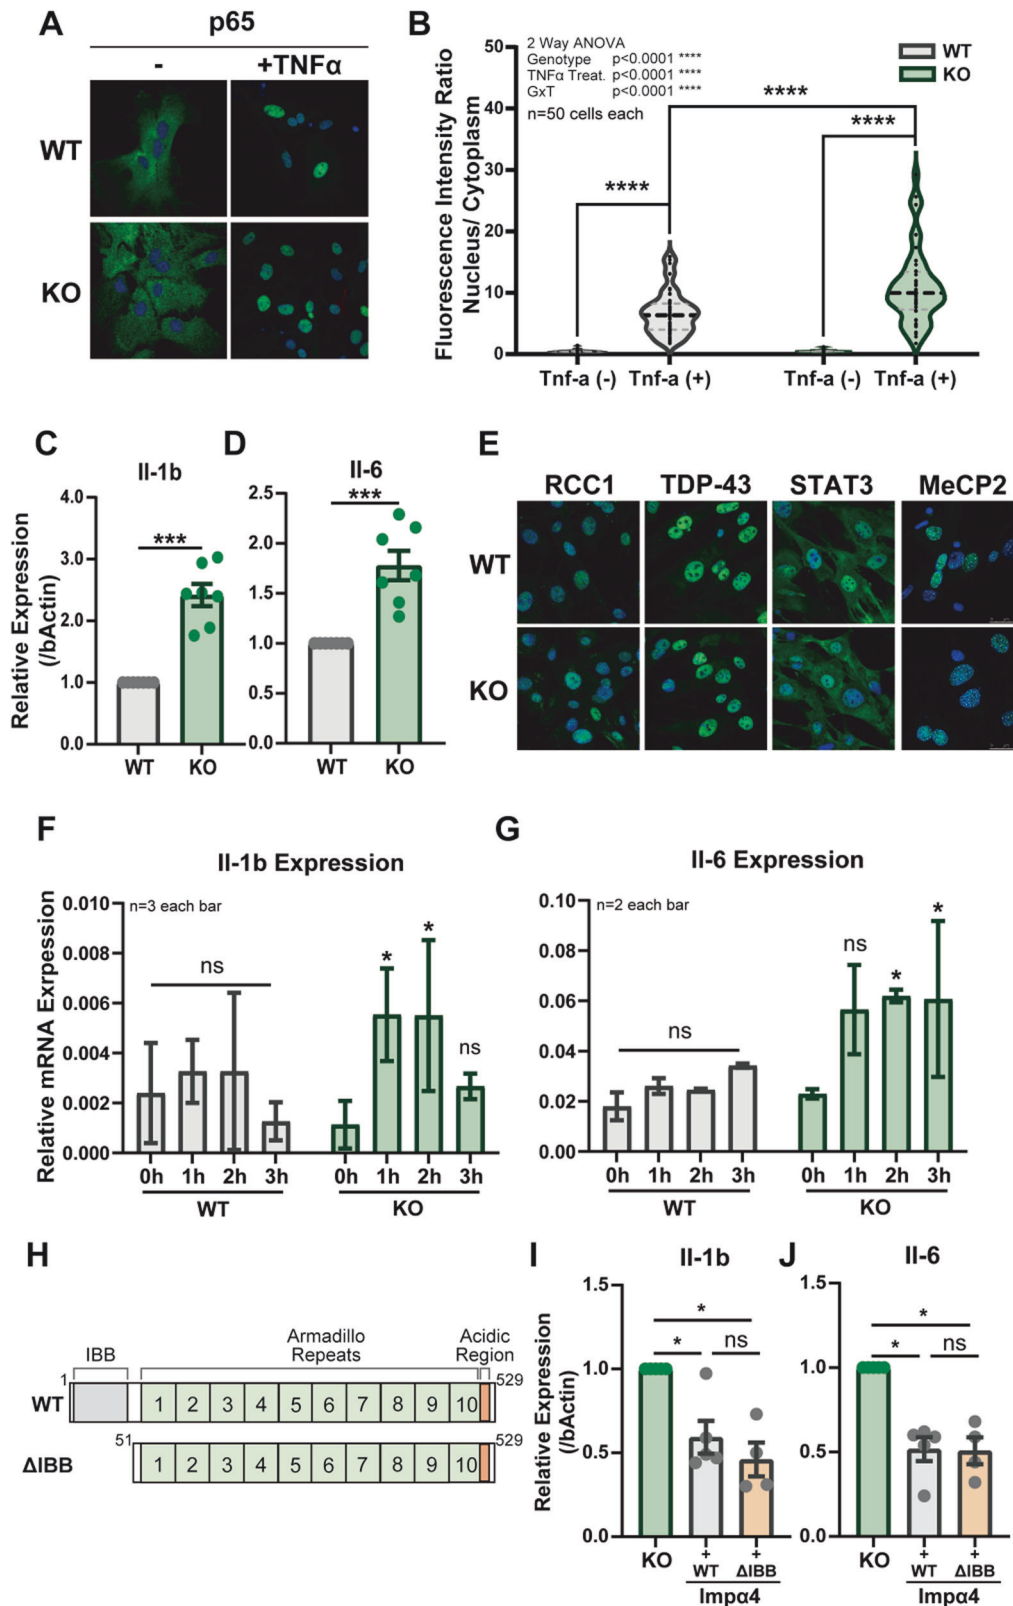 A
p65
-
+TNFα
WT
KO
B
Fluorescence Intensity Ratio
Nucleus/ Cytoplasm
50
40
30
20
10
0
2 Way ANOVA
Genotype p<0.0001 ****
TNFα Treat. p<0.0001 ****
GxT p<0.0001 ****
n=50 cells each
WT
KO
****
****
****
Tnf-a (-)
Tnf-a (+)
Tnf-a (-)
Tnf-a (+)
C
Il-1b
Relative Expression
(/bActin)
4.0
3.0
2.0
1.0
0.0
***
WT
KO
D
Il-6
2.5
2.0
1.5
1.0
0.5
0.0
***
WT
KO
E
RCC1
TDP-43
STAT3
MeCP2
WT
KO
F
Il-1b Expression
Relative mRNA Exrpession
0.010
0.008
0.006
0.004
0.002
0.000
n=3 each bar
ns
*
*
ns
0h
1h
2h
3h
0h
1h
2h
3h
WT
KO
G
Il-6 Expression
0.10
0.08
0.06
0.04
0.02
0.00
n=2 each bar
ns
ns
*
*
0h
1h
2h
3h
0h
1h
2h
3h
WT
KO
H
IBB
Armadillo
Repeats
Acidic
Region
1
529
WT
1 2 3 4 5 6 7 8 9 10
51
529
ΔIBB
1 2 3 4 5 6 7 8 9 10
I
Il-1b
Relative Expression
(/bActin)
1.5
1.0
0.5
0.0
*
*
ns
KO
+
WT
+
ΔIBB
Impα4
J
Il-6
1.5
1.0
0.5
0.0
*
*
ns
KO
+
WT
+
ΔIBB
Impα4